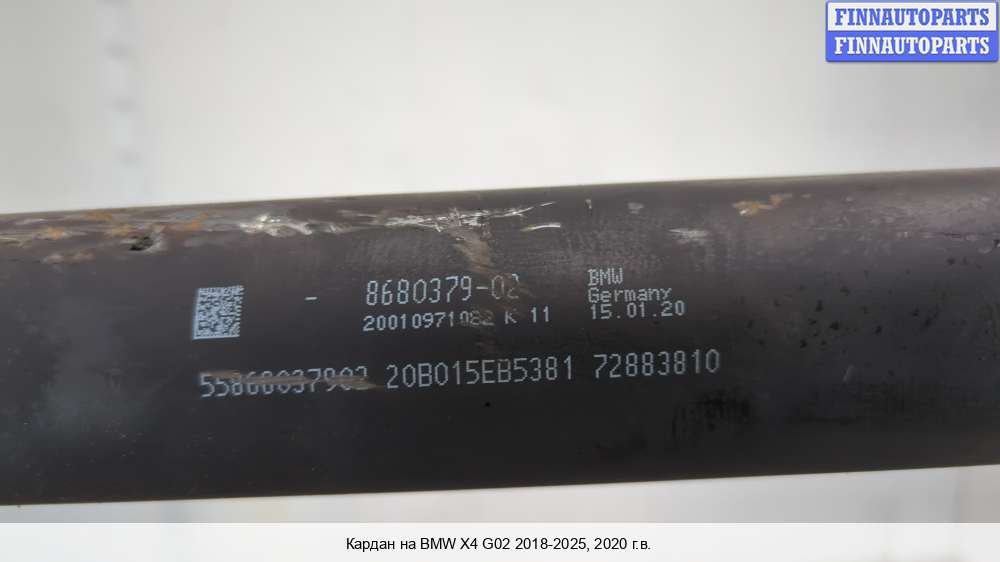 FINNAUTOPARTS
FINNAUTOPARTS
- 8680379-02
BMW
Germany
15.01.20
20010971082 K 11
55868037902 20B015EB5381 72883810
Кардан на BMW X4 G02 2018-2025, 2020 г.в.